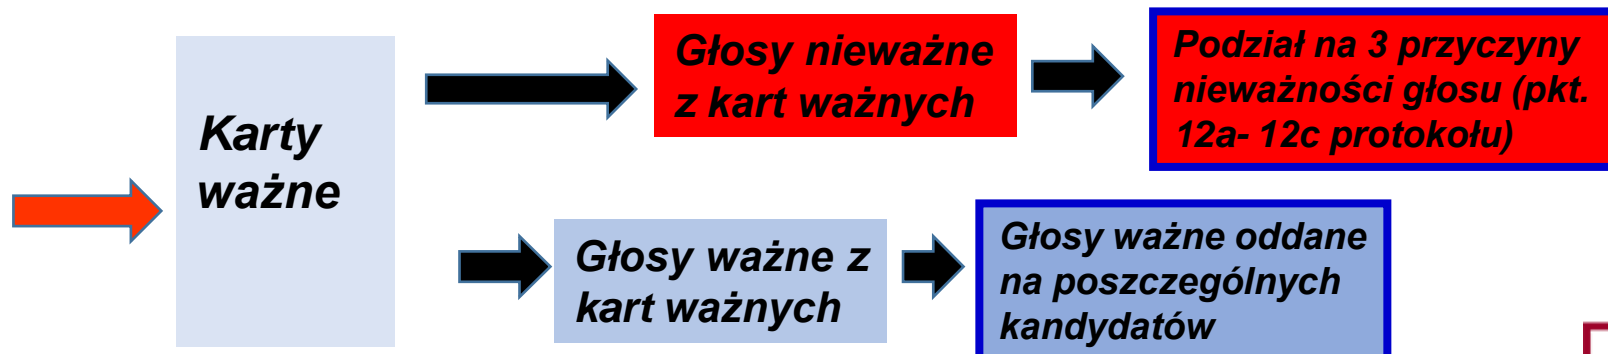 Karty
ważne
Głosy nieważne
z kart ważnych
Podział na 3 przyczyny
nieważności głosu (pkt.
12a- 12c protokołu)
Głosy ważne z
kart ważnych
Głosy ważne oddane
na poszczególnych
kandydatów